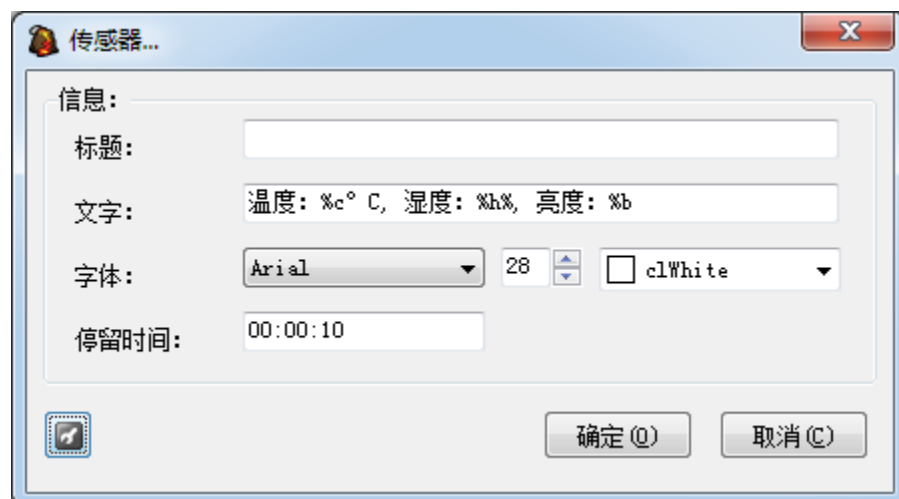 传感器...
信息:
标题:
文字: 温度: %c° C, 湿度: %h%, 亮度: %b
字体: Arial 28 clWhite
停留时间: 00:00:10
确定(O) 取消(C)